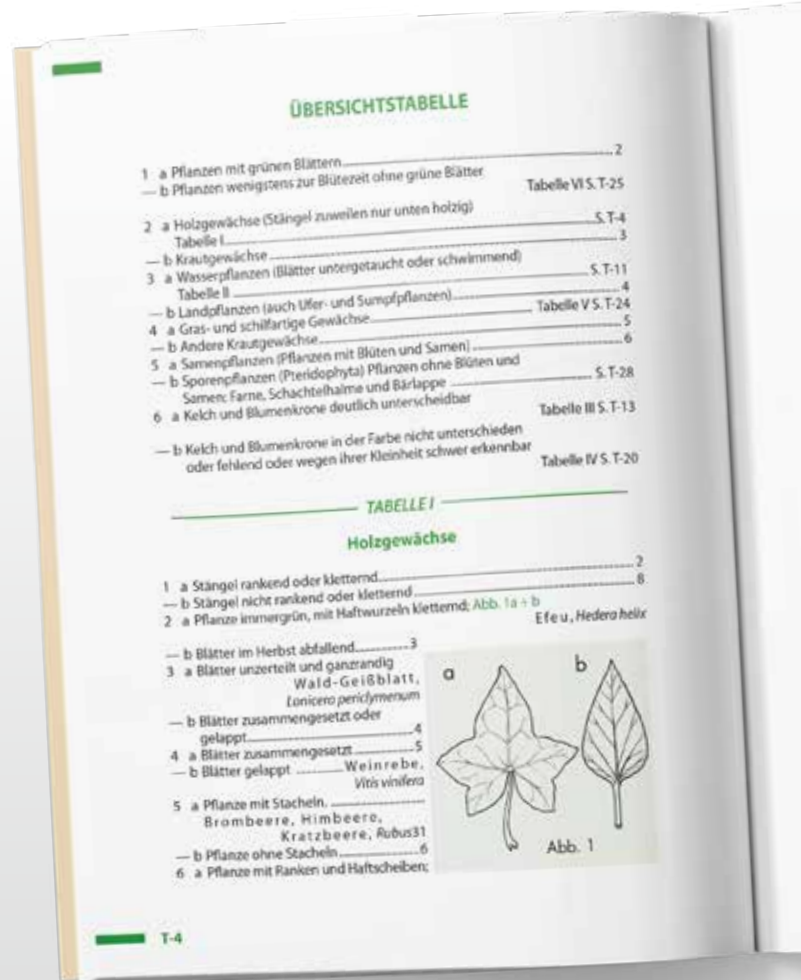 ÜBERSICHTSTABELLE
1 a Pflanzen mit grünen Blättern 2
— b Pflanzen wenigstens zur Blütezeit ohne grüne Blätter
Tabelle VI S. T-25
2 a Holzgewächse (Stängel zuweilen nur unten holzig)
Tabelle I S. T-4
— b Krautgewächse 3
3 a Wasserpflanzen (Blätter untergetaucht oder schwimmend)
Tabelle II S. T-11
— b Landpflanzen (auch Ufer- und Sumpfpflanzen) 4
4 a Gras- und schilfartige Gewächse Tabelle V S. T-24
— b Andere Krautgewächse 5
5 a Samenpflanzen (Pflanzen mit Blüten und Samen) 6
— b Sporenpflanzen (Pteridophyta) Pflanzen ohne Blüten und
Samen; Farne, Schachtelhalme und Bärlappe S. T-28
6 a Kelch und Blumenkrone deutlich unterscheidbar
Tabelle III S. T-13
— b Kelch und Blumenkrone in der Farbe nicht unterschieden
oder fehlend oder wegen ihrer Kleinheit schwer erkennbar
Tabelle IV S. T-20
TABELLE I
Holzgewächse
1 a Stängel rankend oder kletternd 2
— b Stängel nicht rankend oder kletternd 8
2 a Pflanze immergrün, mit Haftwurzeln kletternd; Abb. 1a + b
Efeu, Hedera helix
— b Blätter im Herbst abfallend 3
3 a Blätter unzerteilt und ganzrandig
Wald-Geißblatt,
Lonicera periclymenum
— b Blätter zusammengesetzt oder
gelappt 4
4 a Blätter zusammengesetzt 5
— b Blätter gelappt Weinrebe,
Vitis vinifera
5 a Pflanze mit Stacheln.
Brombeere, Himbeere,
Kratzbeere, Rubus31
— b Pflanze ohne Stacheln 6
6 a Pflanze mit Ranken und Haftscheiben;
a b
Abb. 1
T-4